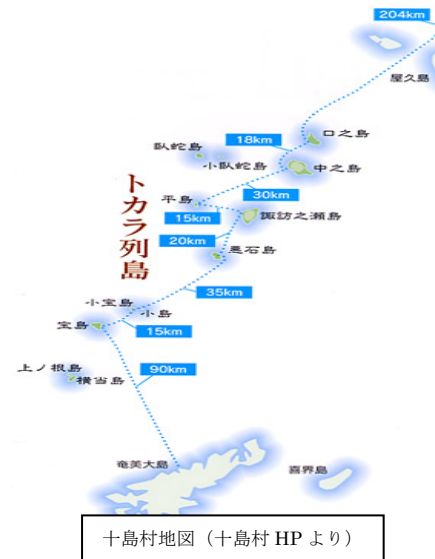 204km
屋久島
口之島
18km
臥蛇島
小臥蛇島
中之島
30km
平島
15km
諏訪之瀬島
20km
悪石島
トカラ列島
35km
小宝島
小島
宝島
15km
上ノ根島
横当島
90km
奄美大島
喜界島
十島村地図（十島村 HP より）